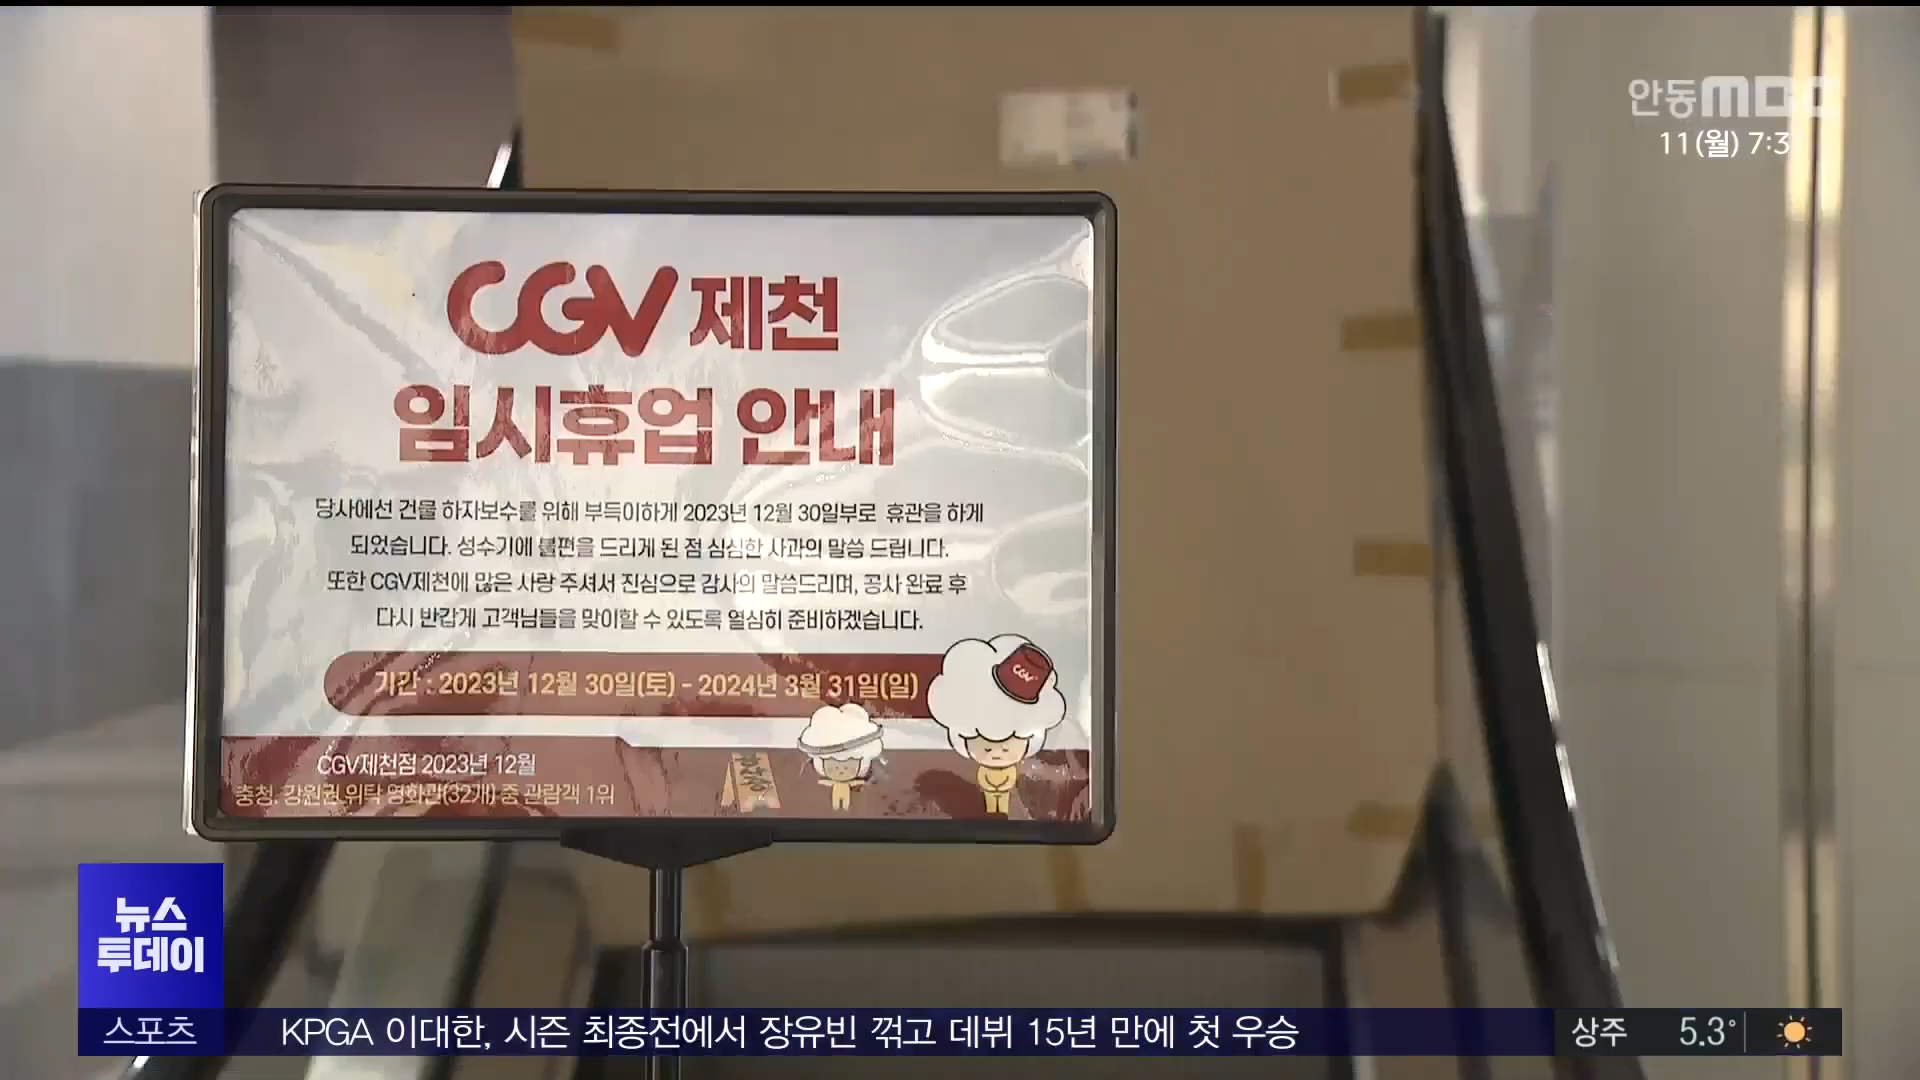 안동MBC
11(월) 7:3
CGV 제천
임시휴업 안내
당사에선 건물 하자보수를 위해 부득이하게 2023년 12월 30일부로 휴관을 하게
되었습니다. 성수기에 불편을 드리게 된 점 심심한 사과의 말씀 드립니다.
또한 CGV제천에 많은 사랑 주셔서 진심으로 감사의 말씀드리며, 공사 완료 후
다시 반갑게 고객님들을 맞이할 수 있도록 열심히 준비하겠습니다.
기간 : 2023년 12월 30일(토) - 2024년 3월 31일(일)
CGV
CGV제천점 2023년 12월
충청. 강원권 위탁 영화관(32개) 중 관람객 1위
뉴스
투데이
스포츠 KPGA 이대한, 시즌 최종전에서 장유빈 꺾고 데뷔 15년 만에 첫 우승
상주 5.3°